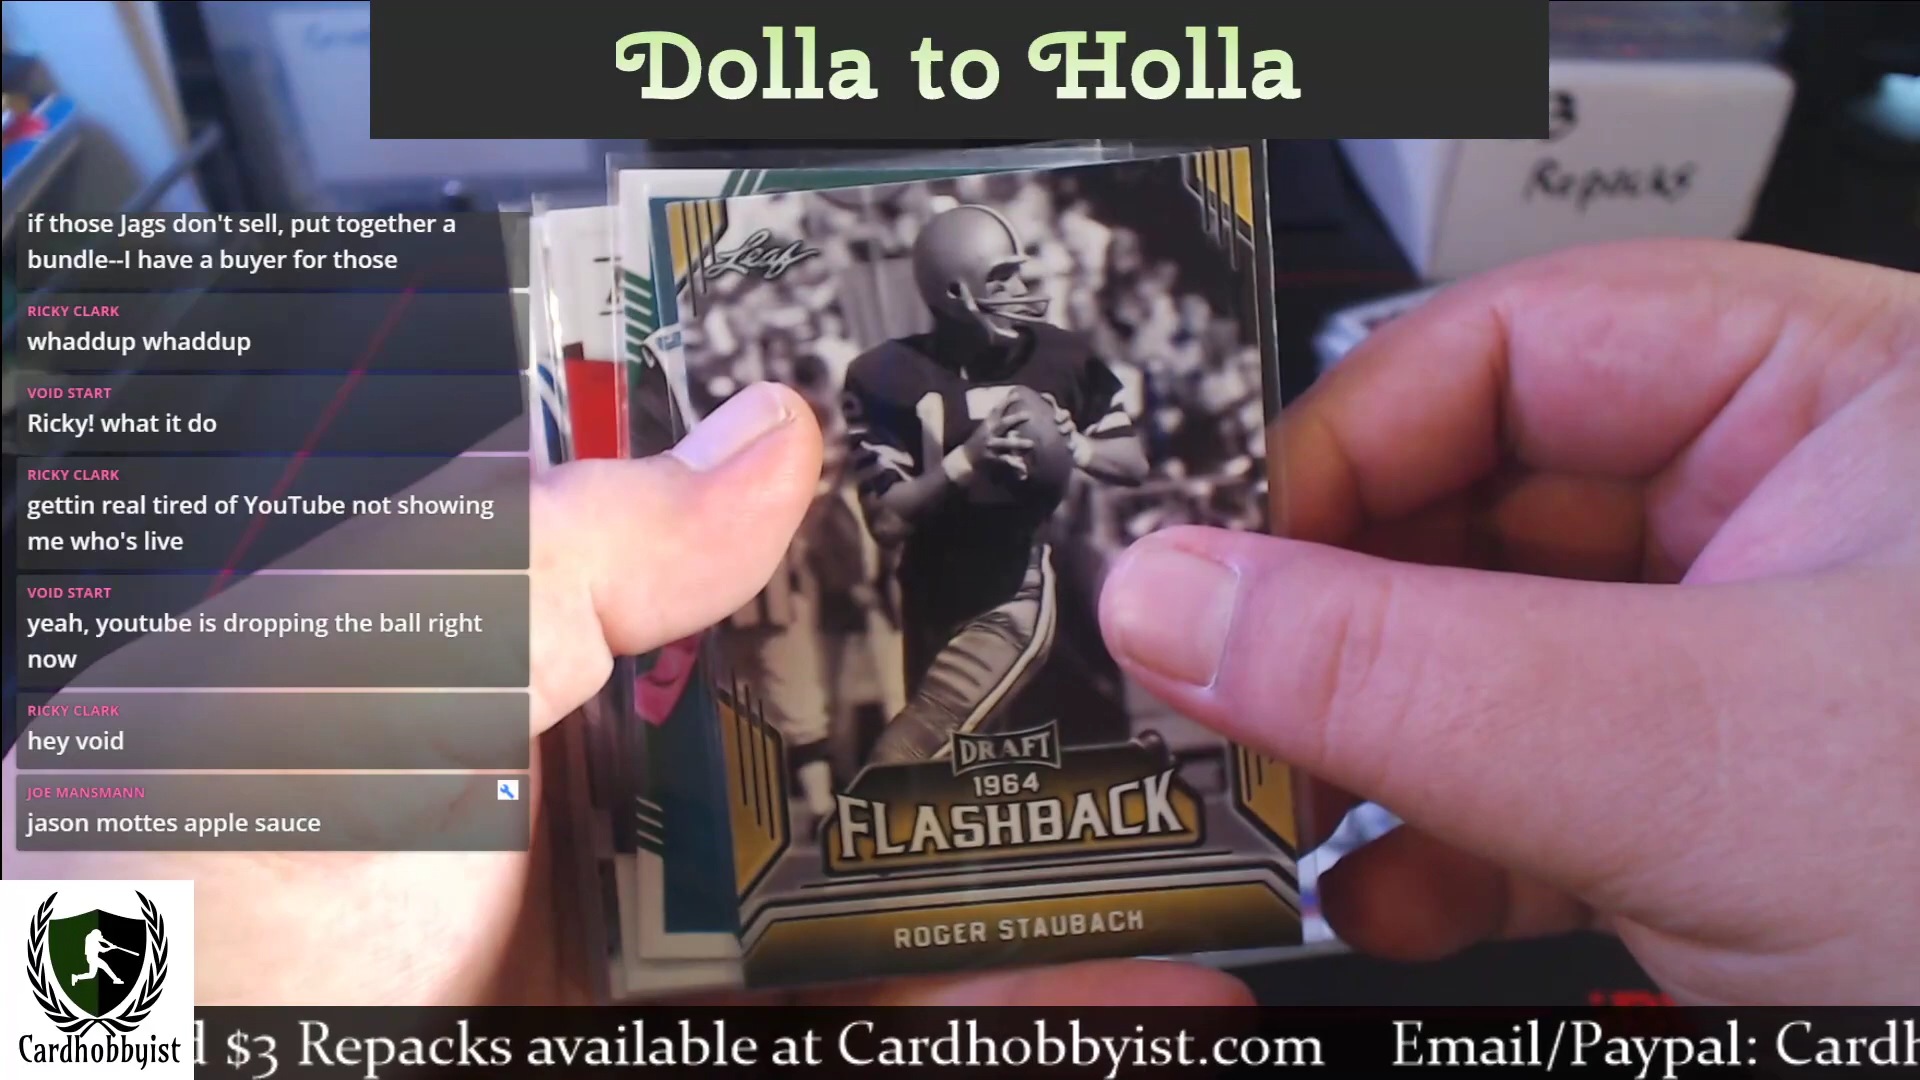 Dolla to Holla
3
Repacks
if those Jags don't sell, put together a
bundle--I have a buyer for those
RICKY CLARK
whaddup whaddup
VOID START
Ricky! what it do
RICKY CLARK
gettin real tired of YouTube not showing
me who's live
VOID START
yeah, youtube is dropping the ball right
now
RICKY CLARK
hey void
JOE MANSMANN
jason mottes apple sauce
Leaf
DRAFT
1964
FLASHBACK
ROGER STAUBACH
Cardhobbyist
d $3 Repacks available at Cardhobbyist.com Email/Paypal: Cardh